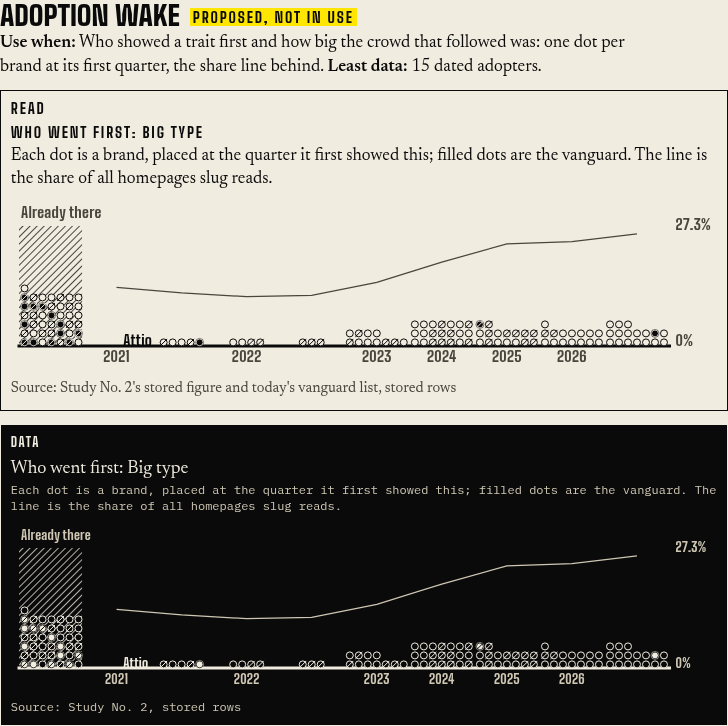 ADOPTION WAKE PROPOSED, NOT IN USE
Use when: Who showed a trait first and how big the crowd that followed was: one dot per
brand at its first quarter, the share line behind. Least data: 15 dated adopters.
READ
WHO WENT FIRST: BIG TYPE
Each dot is a brand, placed at the quarter it first showed this; filled dots are the vanguard. The line is
the share of all homepages slug reads.
Already there
27.3%
Attio
0%
2021 2022 2023 2024 2025 2026
Source: Study No. 2's stored figure and today's vanguard list, stored rows
DATA
Who went first: Big type
Each dot is a brand, placed at the quarter it first showed this; filled dots are the vanguard. The
line is the share of all homepages slug reads.
Already there
27.3%
Attio
0%
2021 2022 2023 2024 2025 2026
Source: Study No. 2, stored rows